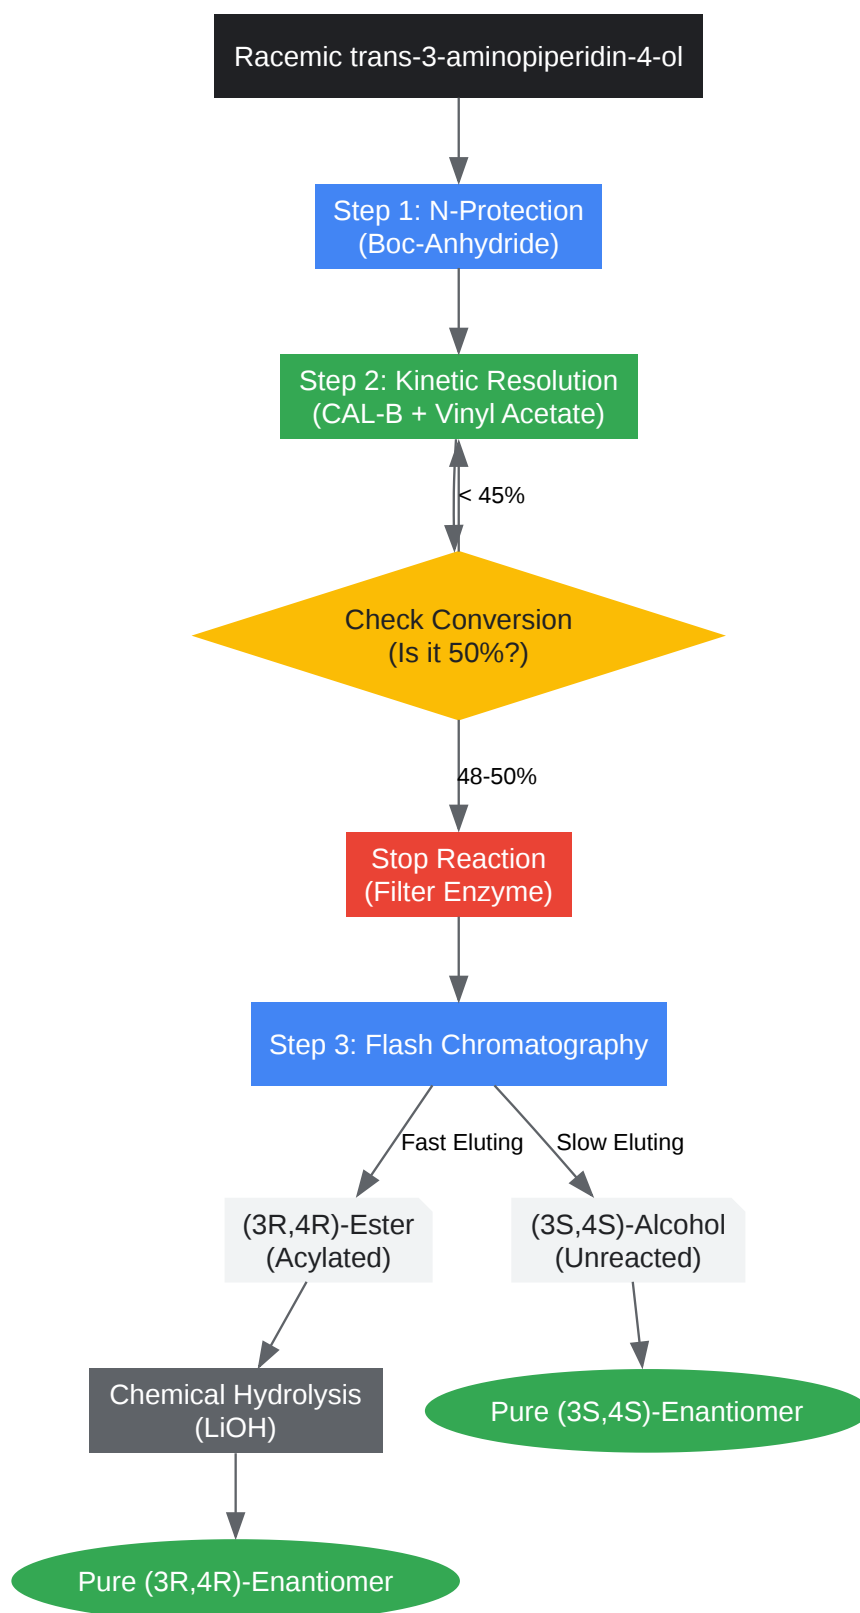 Racemic trans-3-aminopiperidin-4-ol
Step 1: N-Protection
(Boc-Anhydride)
Step 2: Kinetic Resolution
(CAL-B + Vinyl Acetate)
< 45%
Check Conversion
(Is it 50%?)
48-50%
Stop Reaction
(Filter Enzyme)
Step 3: Flash Chromatography
Fast Eluting
Slow Eluting
(3R,4R)-Ester
(Acylated)
(3S,4S)-Alcohol
(Unreacted)
Chemical Hydrolysis
(LiOH)
Pure (3S,4S)-Enantiomer
Pure (3R,4R)-Enantiomer